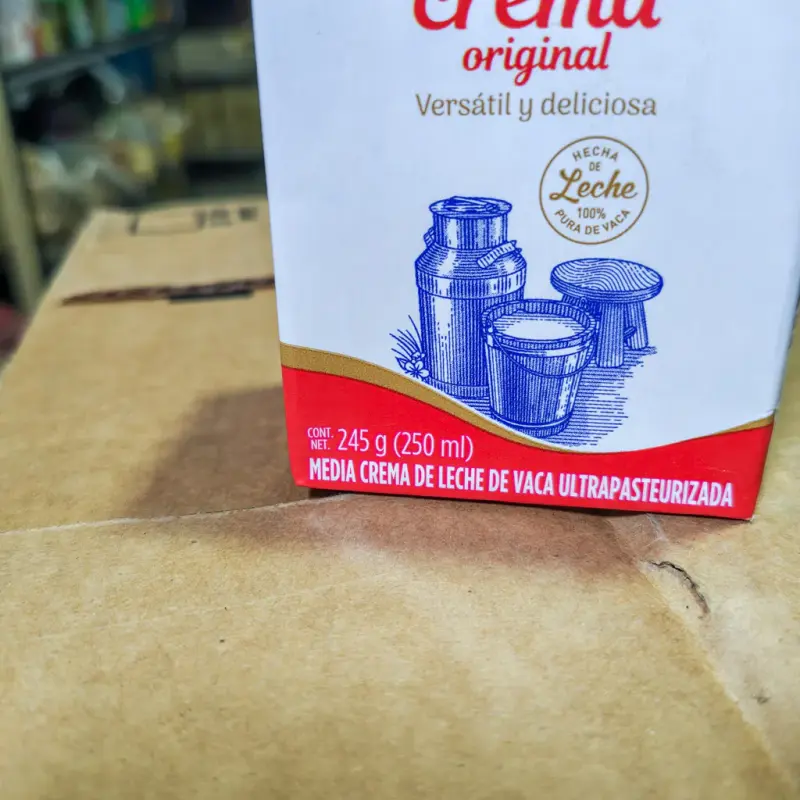 crema
original
Versátil y deliciosa
HECHA
DE
Leche
100%
PURA DE VACA
CONT.
NET. 245 g (250 ml)
MEDIA CREMA DE LECHE DE VACA ULTRAPASTEURIZADA